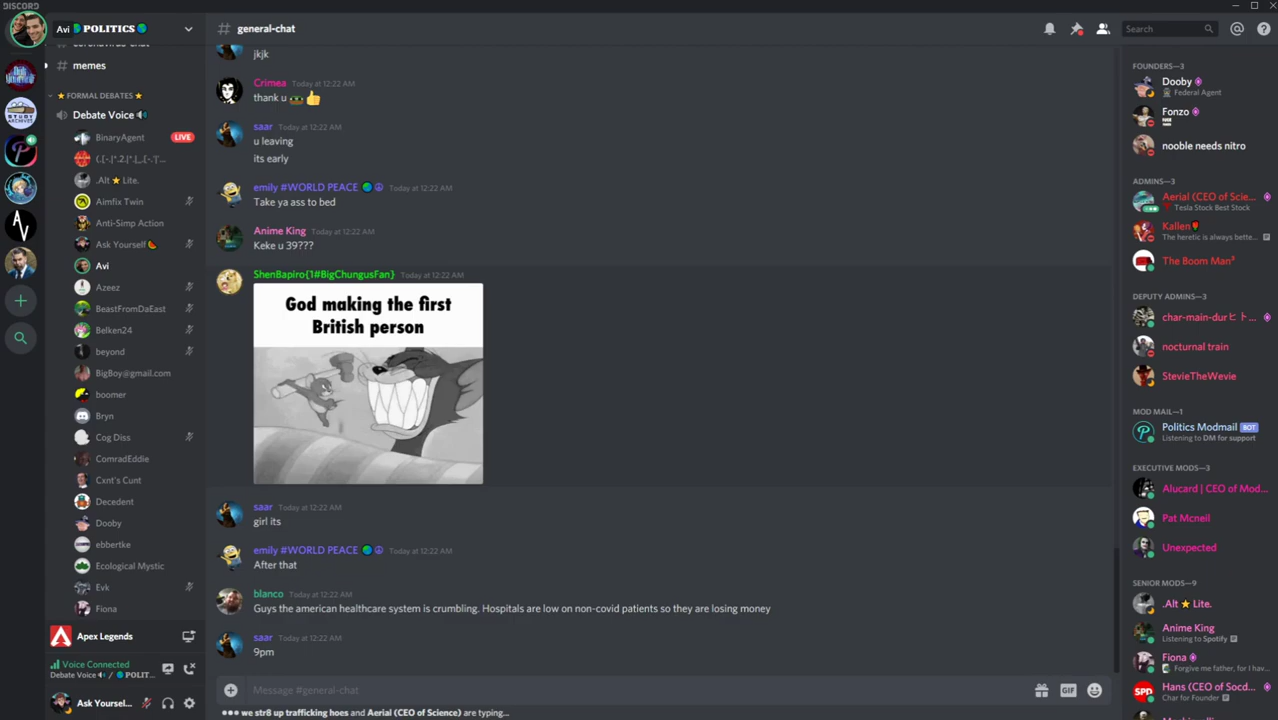 DISCORD
Avi POLITICS
memes
FORMAL DEBATES
Debate Voice
BinaryAgent
LIVE
.Alt ★ Lite.
Aimfix Twin
Anti-Simp Action
Ask Yourself
Avi
Azeez
BeastFromDaEast
Belken24
beyond
BigBoy@gmail.com
boomer
Bryn
Cog Diss
ComradEddie
Cxnt's Cunt
Decedent
Dooby
ebbertke
Ecological Mystic
Evk
Fiona
Apex Legends
Voice Connected
Debate Voice / POLIT...
Ask Yoursel...
# general-chat
Search
jkjk
Crimea Today at 12:22 AM
thank u
saar Today at 12:22 AM
u leaving
its early
emily #WORLD PEACE Today at 12:22 AM
Take ya ass to bed
Anime King Today at 12:22 AM
Keke u 39???
ShenBapiro{1#BigChungusFan} Today at 12:22 AM
God making the first
British person
saar Today at 12:22 AM
girl its
emily #WORLD PEACE Today at 12:22 AM
After that
blanco Today at 12:22 AM
Guys the american healthcare system is crumbling. Hospitals are low on non-covid patients so they are losing money
saar Today at 12:22 AM
9pm
Message #general-chat
GIF
we str8 up trafficking hoes and Aerial (CEO of Science) are typing...
FOUNDERS—3
Dooby
Federal Agent
Fonzo
nooble needs nitro
ADMINS—3
Aerial (CEO of Scie...
Tesla Stock Best Stock
Kallen
The heretic is always bette...
The Boom Man²
DEPUTY ADMINS—3
char-main-durヒト...
nocturnal train
StevieTheWevie
MOD MAIL—1
Politics Modmail BOT
Listening to DM for support
EXECUTIVE MODS—3
Alucard | CEO of Mod...
Pat Mcneil
Unexpected
SENIOR MODS—9
.Alt ★ Lite.
Anime King
Listening to Spotify
Fiona
Forgive me father, for I hav...
Hans (CEO of Socd...
Char for Founder